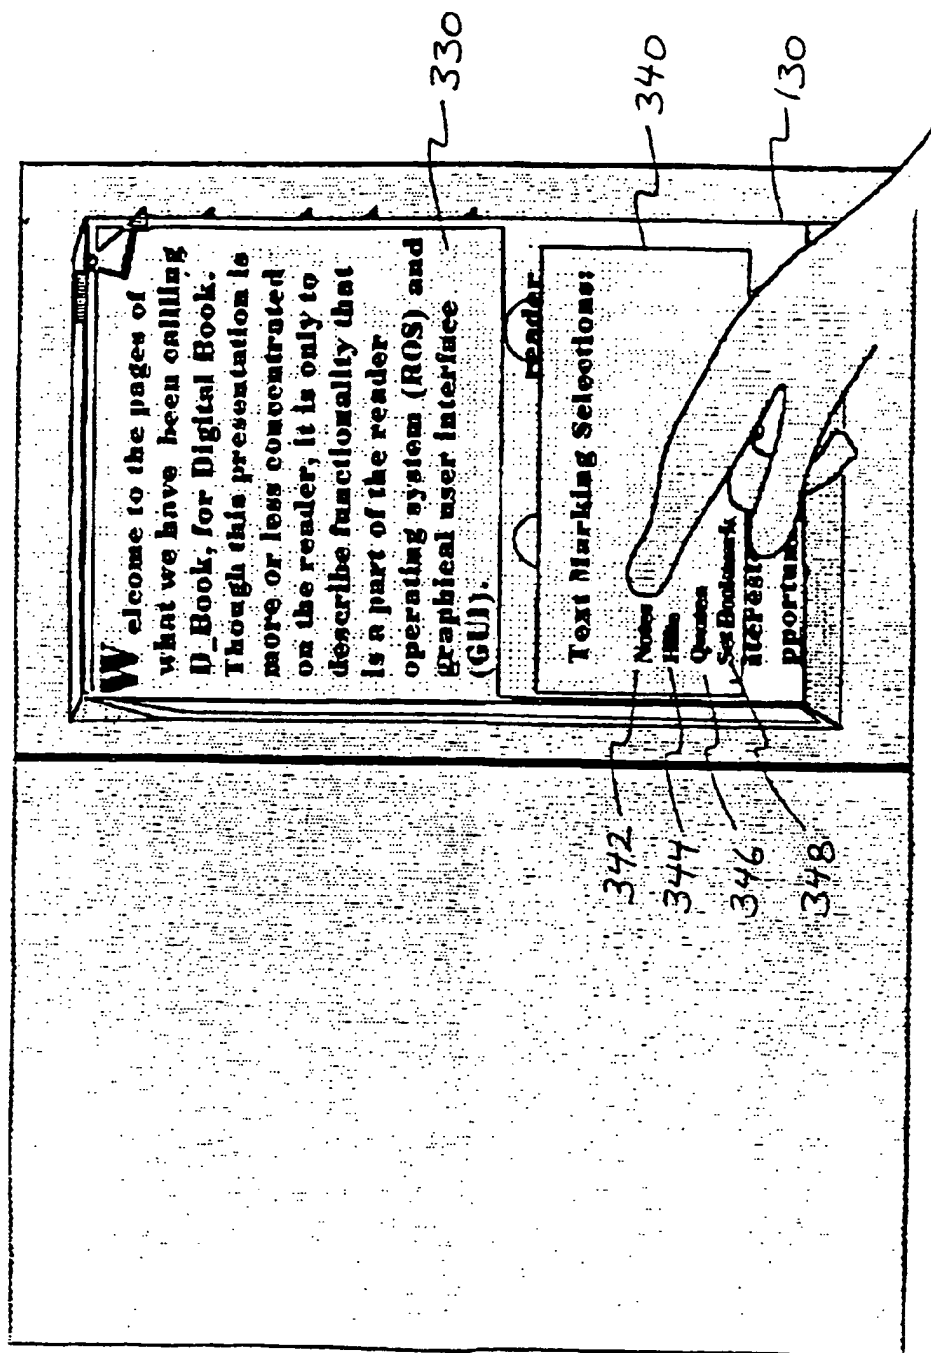 Welcome to the pages of
what we have been callling
D_Book, for Digital Book.
Though this presentation is
more or less concentrated
on the reader, it is only to
describe functionality that
is a part of the reader
operating system (ROS) and
graphical user interface
(GUI).
330
reader
Text Marking Selections:
340
342 Notes
344 Hilite
346 Quotes
348 Set Bookmark
130